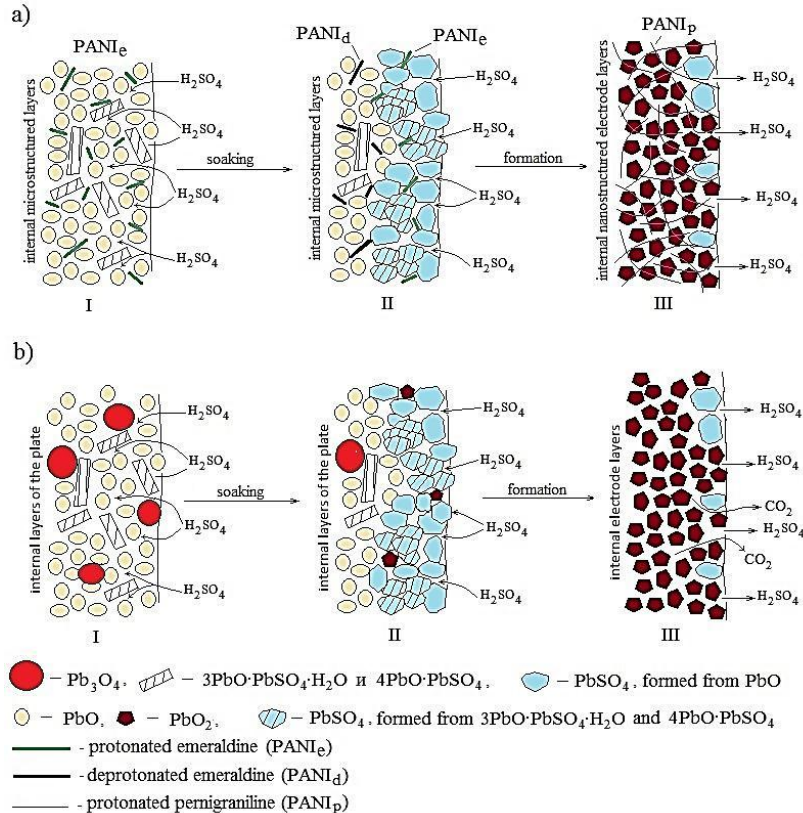 a)
PANIe
internal microstructured layers
H2SO4
H2SO4
H2SO4
H2SO4
I
soaking
PANId
PANIe
internal microstructured layers
H2SO4
H2SO4
H2SO4
H2SO4
II
formation
PANIp
internal nanostructured electrode layers
H2SO4
H2SO4
H2SO4
H2SO4
III
b)
internal layers of the plate
H2SO4
H2SO4
H2SO4
H2SO4
I
soaking
internal layers of the plate
H2SO4
H2SO4
H2SO4
H2SO4
II
formation
internal electrode layers
H2SO4
H2SO4
CO2
H2SO4
CO2
H2SO4
III
– Pb3O4, – 3PbO·PbSO4·H2O и 4PbO·PbSO4, – PbSO4, formed from PbO
– PbO, – PbO2, – PbSO4, formed from 3PbO·PbSO4·H2O and 4PbO·PbSO4
- protonated emeraldine (PANIe)
- deprotonated emeraldine (PANId)
- protonated pernigraniline (PANIp)